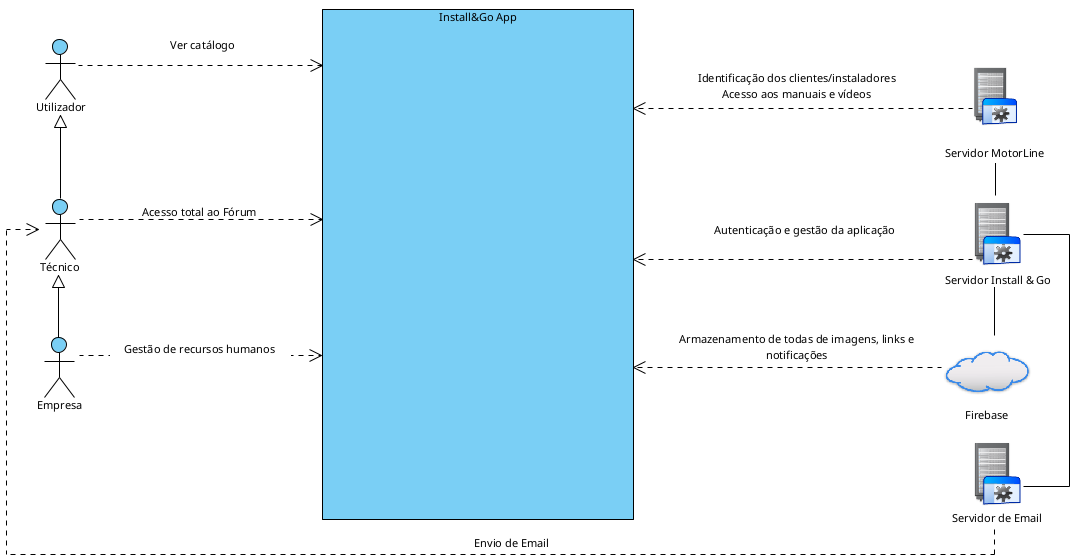 Install&Go App
Ver catálogo
Utilizador
Identificação dos clientes/instaladores
Acesso aos manuais e vídeos
Servidor MotorLine
Acesso total ao Fórum
Técnico
Autenticação e gestão da aplicação
Servidor Install & Go
Gestão de recursos humanos
Empresa
Armazenamento de todas de imagens, links e
notificações
Firebase
Servidor de Email
Envio de Email